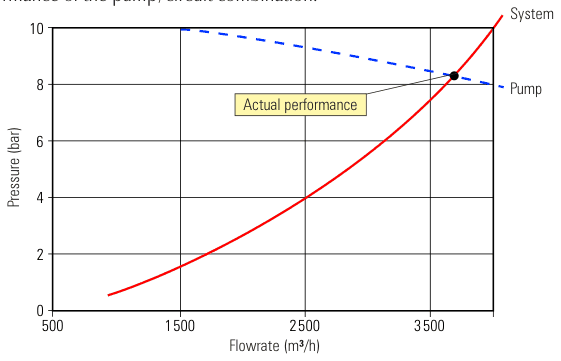 rmance of the pump/circuit combination.
System
10
8
Pump
Actual performance
6
4
2
0
Pressure (bar)
500
1500
2500
3500
Flowrate (m³/h)